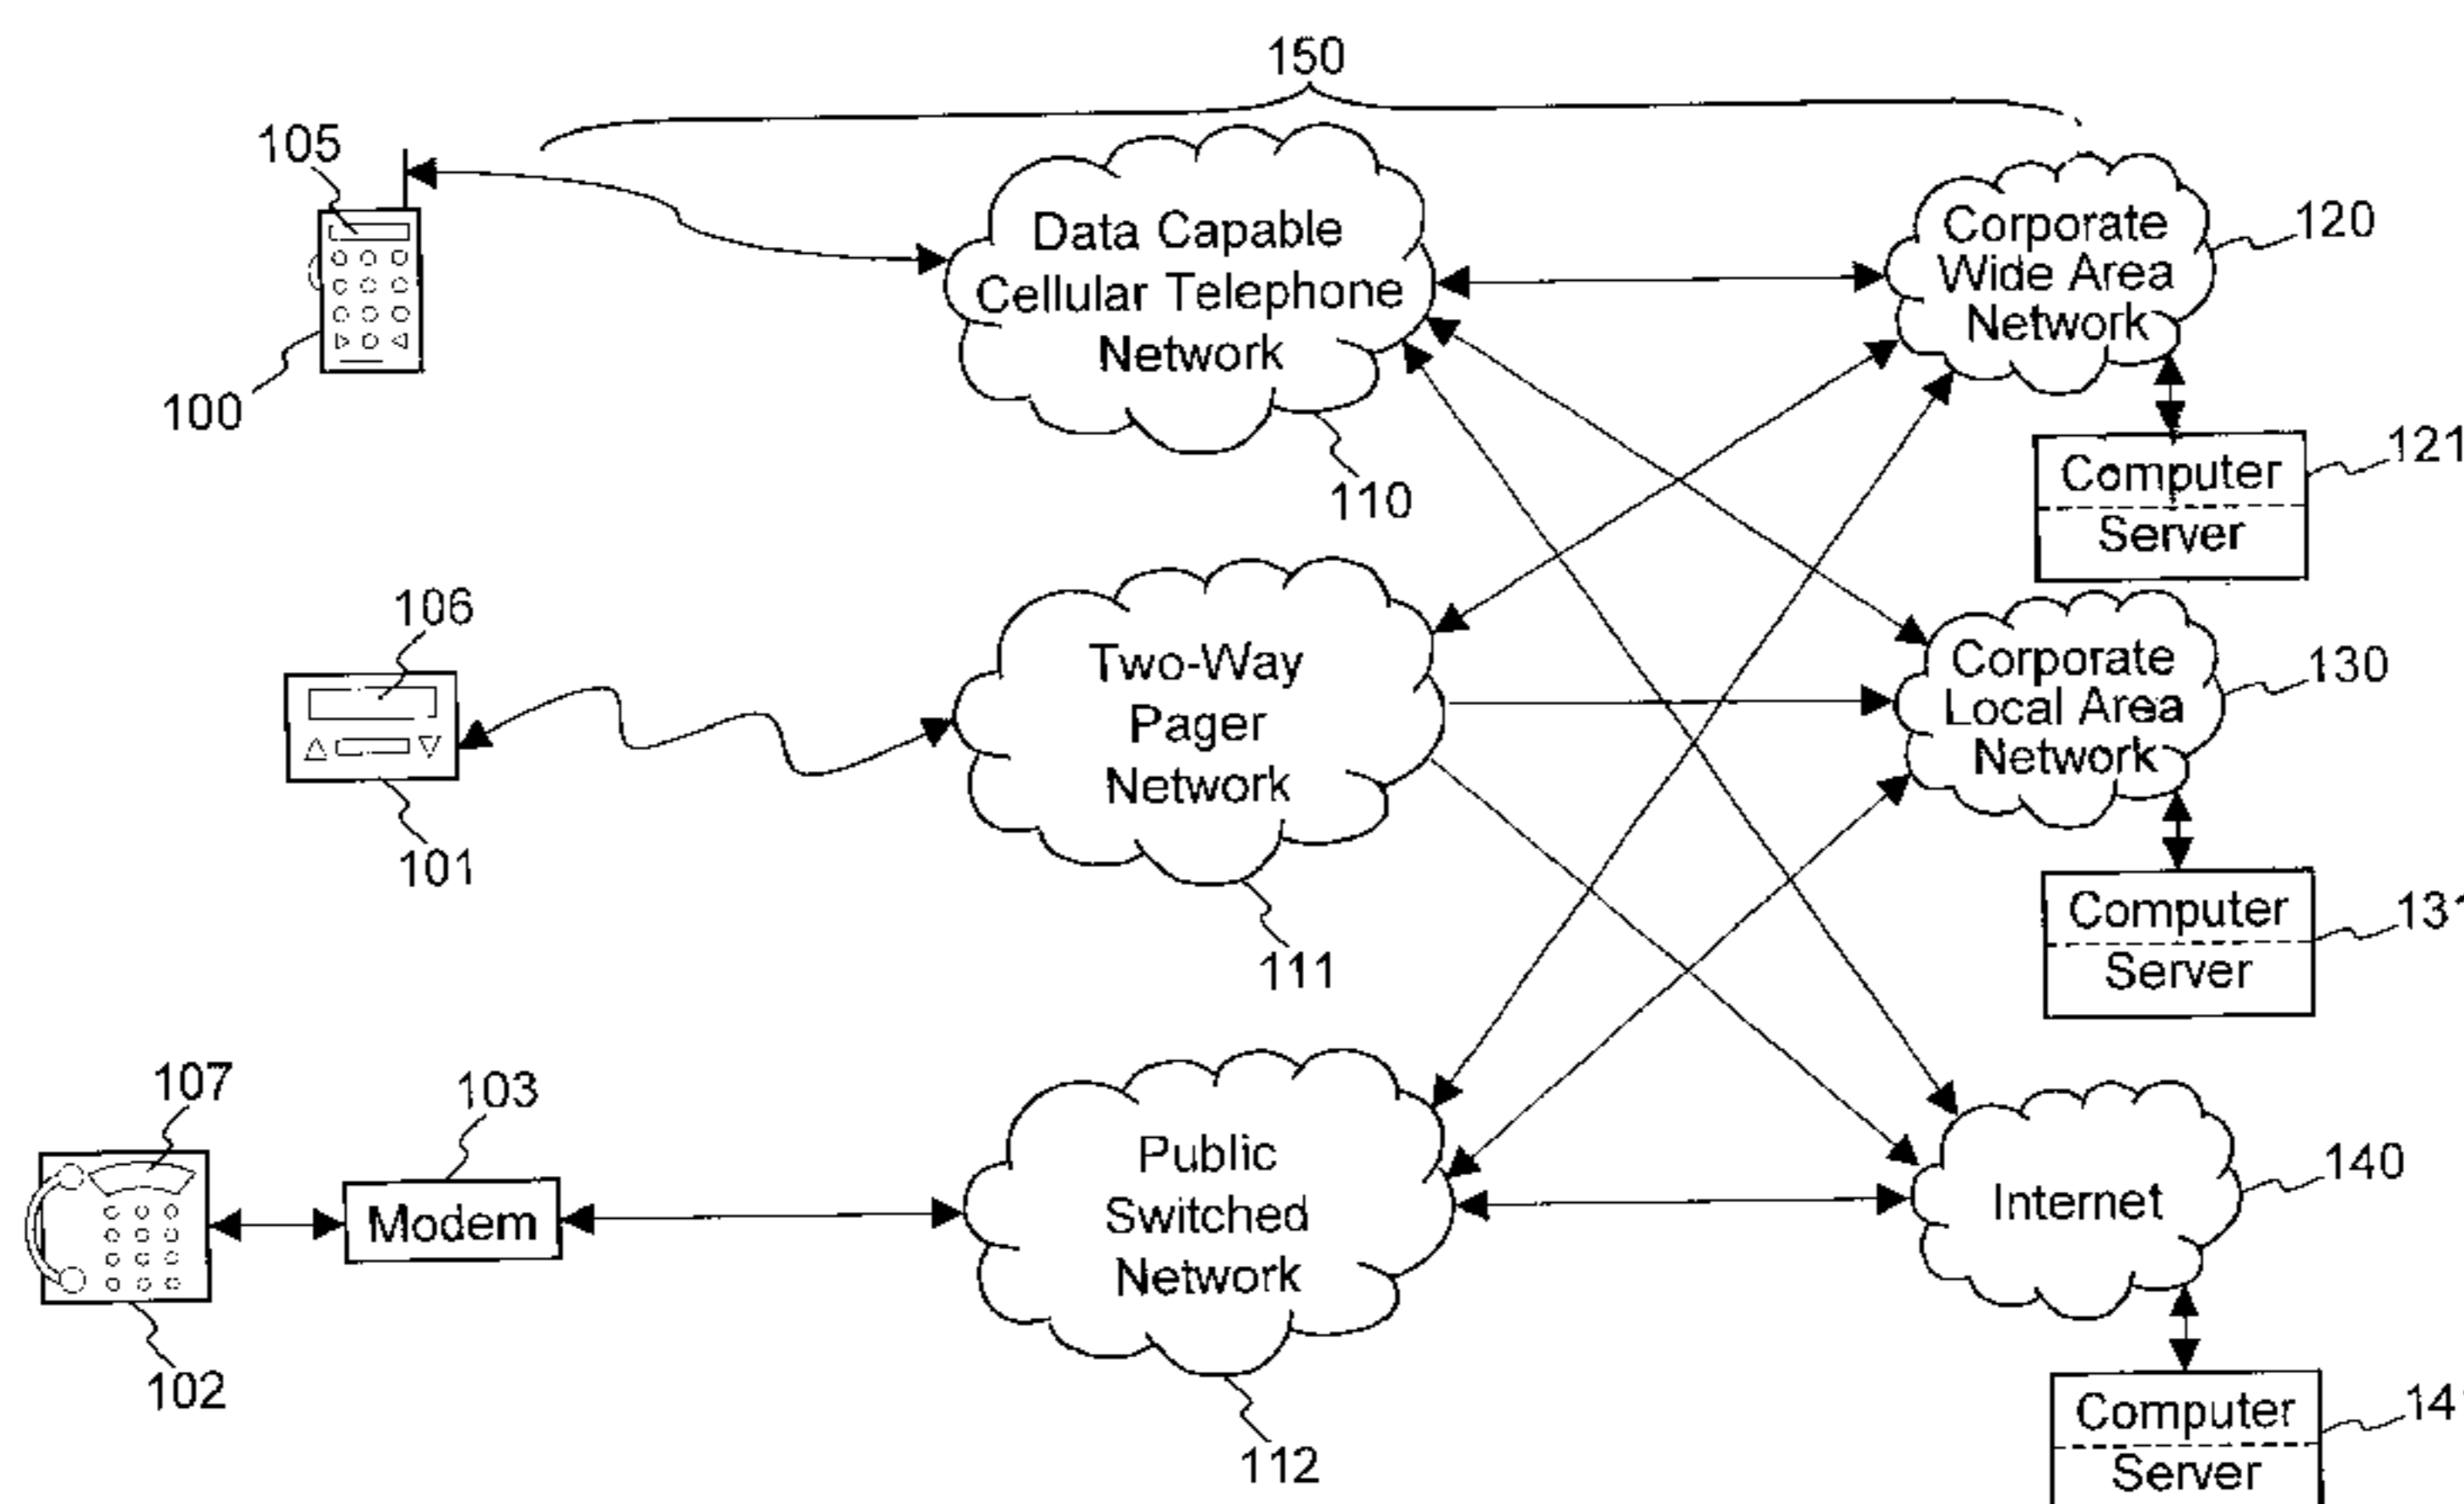 150
105
100
Data Capable
Cellular Telephone
Network
110
Corporate
Wide Area
Network
120
Computer
Server
121
106
101
Two-Way
Pager
Network
111
Corporate
Local Area
Network
130
Computer
Server
131
107
102
103
Modem
Public
Switched
Network
112
Internet
140
Computer
Server
14